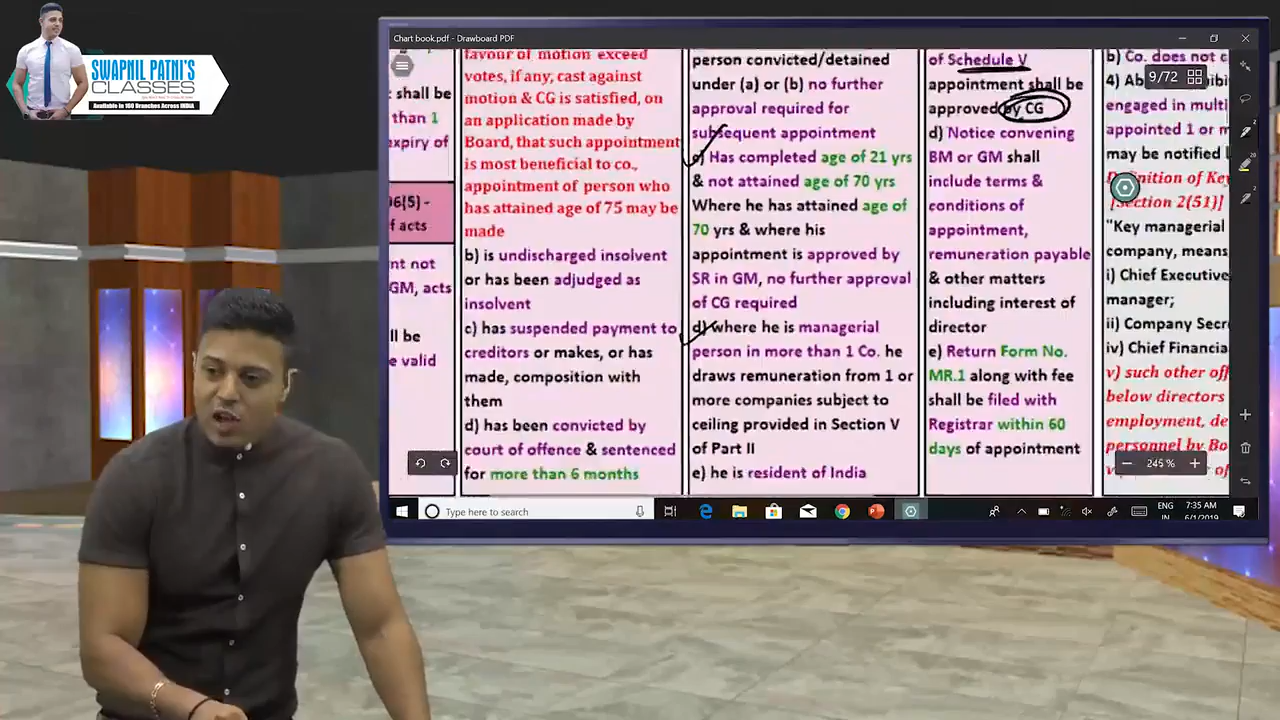 SWAPNIL PATNI'S
CLASSES
Available in 100 Branches Across INDIA
Chart book.pdf - Drawboard PDF
9/72
shall be
than 1
xpiry of
6(5) -
f acts
nt not
GM, acts
ll be
e valid
favour of motion exceed
votes, if any, cast against
motion & CG is satisfied, on
an application made by
Board, that such appointment
is most beneficial to co.,
appointment of person who
has attained age of 75 may be
made
b) is undischarged insolvent
or has been adjudged as
insolvent
c) has suspended payment to
creditors or makes, or has
made, composition with
them
d) has been convicted by
court of offence & sentenced
for more than 6 months
person convicted/detained
under (a) or (b) no further
approval required for
subsequent appointment
c) Has completed age of 21 yrs
& not attained age of 70 yrs
Where he has attained age of
70 yrs & where his
appointment is approved by
SR in GM, no further approval
of CG required
d) where he is managerial
person in more than 1 Co. he
draws remuneration from 1 or
more companies subject to
ceiling provided in Section V
of Part II
e) he is resident of India
of Schedule V
appointment shall be
approved by CG
d) Notice convening
BM or GM shall
include terms &
conditions of
appointment,
remuneration payable
& other matters
including interest of
director
e) Return Form No.
MR.1 along with fee
shall be filed with
Registrar within 60
days of appointment
b) Co. does not c
4) Ab
engaged in multi
appointed 1 or m
may be notified
Definition of Key
[Section 2(51)]
"Key managerial
company, means
i) Chief Executive
manager;
ii) Company Secr
iv) Chief Financia
v) such other off
below directors
employment, de
personnel by Bo
245 %
Type here to search
ENG
IN
7:35 AM
6/1/2019